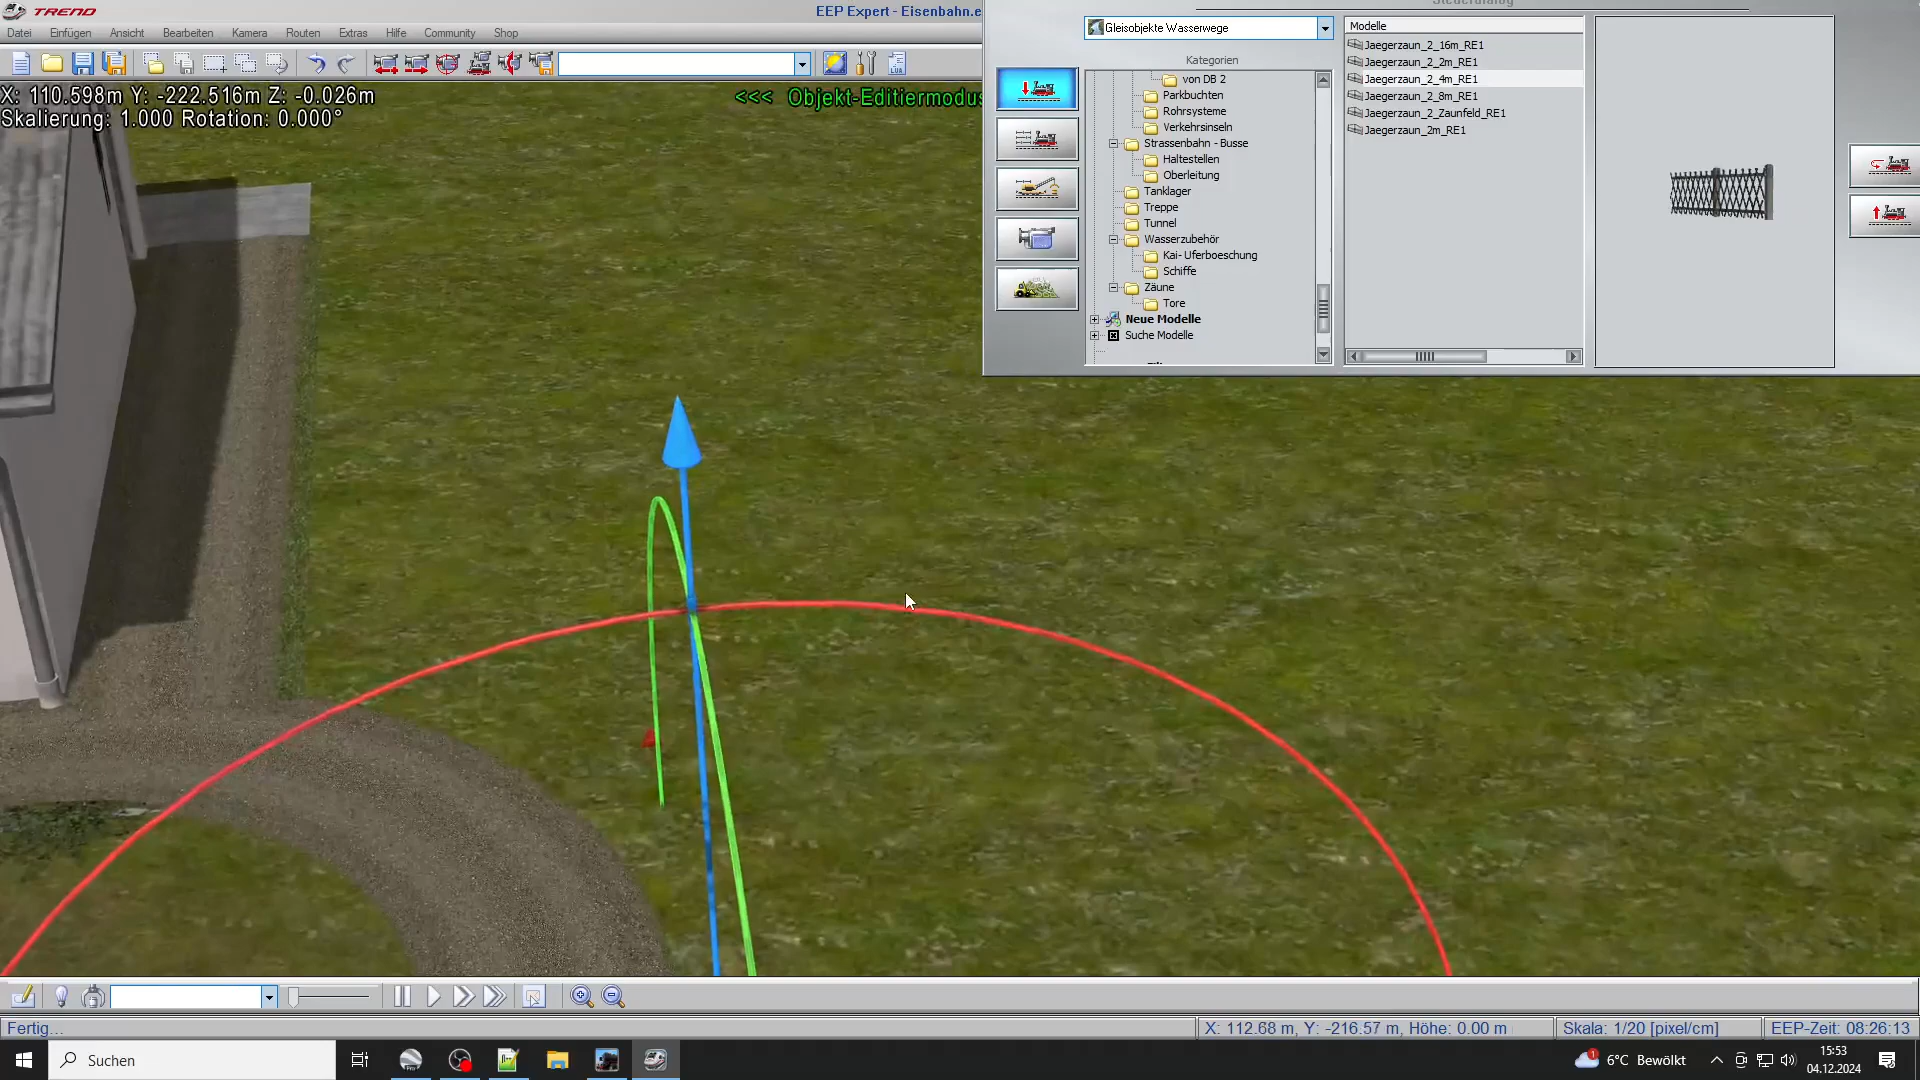 TREND
EEP Expert - Eisenbahn.e
Datei Einfügen Ansicht Bearbeiten Kamera Routen Extras Hilfe Community Shop
X: 110.598m Y: -222.516m Z: -0.026m
Skalierung: 1.000 Rotation: 0.000°
<<< Objekt-Editiermodus
Steuerdialog
Gleisobjekte Wasserwege
Kategorien
von DB 2
Parkbuchten
Rohrsysteme
Verkehrsinseln
Strassenbahn - Busse
Haltestellen
Oberleitung
Tanklager
Treppe
Tunnel
Wasserzubehör
Kai- Uferboeschung
Schiffe
Zäune
Tore
Neue Modelle
Suche Modelle
Modelle
Jaegerzaun_2_16m_RE1
Jaegerzaun_2_2m_RE1
Jaegerzaun_2_4m_RE1
Jaegerzaun_2_8m_RE1
Jaegerzaun_2_Zaunfeld_RE1
Jaegerzaun_2m_RE1
Fertig...
X: 112.68 m, Y: -216.57 m, Höhe: 0.00 m
Skala: 1/20 [pixel/cm]
EEP-Zeit: 08:26:13
Suchen
6°C Bewölkt
15:53
04.12.2024